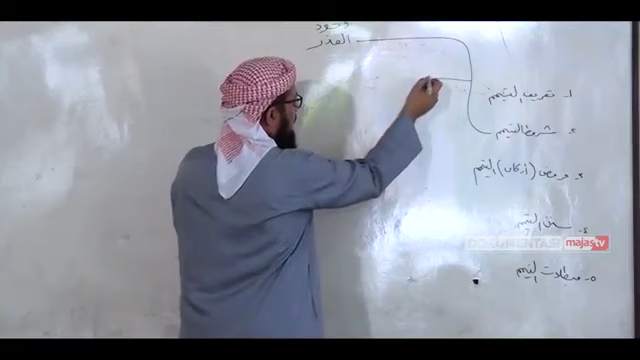 وجود
العذر
١- تعريف التيمم
٢- شروط التيمم
٣- فروض (أركان) التيمم
٤- سنن التيمم
DOKUMENTASI majas.tv
٥- مبطلات التيمم